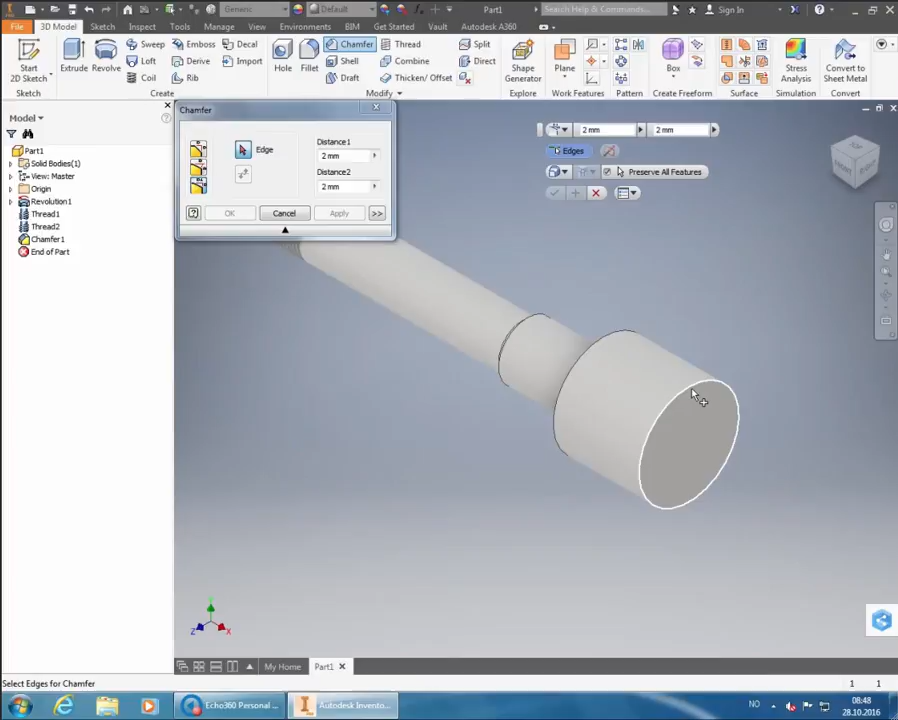 Generic
Default
Part1
Search Help & Commands...
Sign In
File
3D Model
Sketch
Inspect
Tools
Manage
View
Environments
BIM
Get Started
Vault
Autodesk A360
Start
2D Sketch
Extrude
Revolve
Sweep
Loft
Coil
Emboss
Derive
Rib
Decal
Import
Hole
Fillet
Chamfer
Shell
Draft
Thread
Combine
Thicken/ Offset
Split
Direct
Shape
Generator
Plane
Box
Stress
Analysis
Convert to
Sheet Metal
Sketch
Create
Modify
Explore
Work Features
Pattern
Create Freeform
Surface
Simulation
Convert
Model
Part1
Solid Bodies(1)
View: Master
Origin
Revolution1
Thread1
Thread2
Chamfer1
End of Part
Chamfer
Edge
Distance1
2 mm
Distance2
2 mm
OK
Cancel
Apply
>>
2 mm
2 mm
Edges
Preserve All Features
Z
X
My Home
Part1
Select Edges for Chamfer
1
1
Echo360 Personal ...
Autodesk Invento...
NO
08:48
28.10.2016